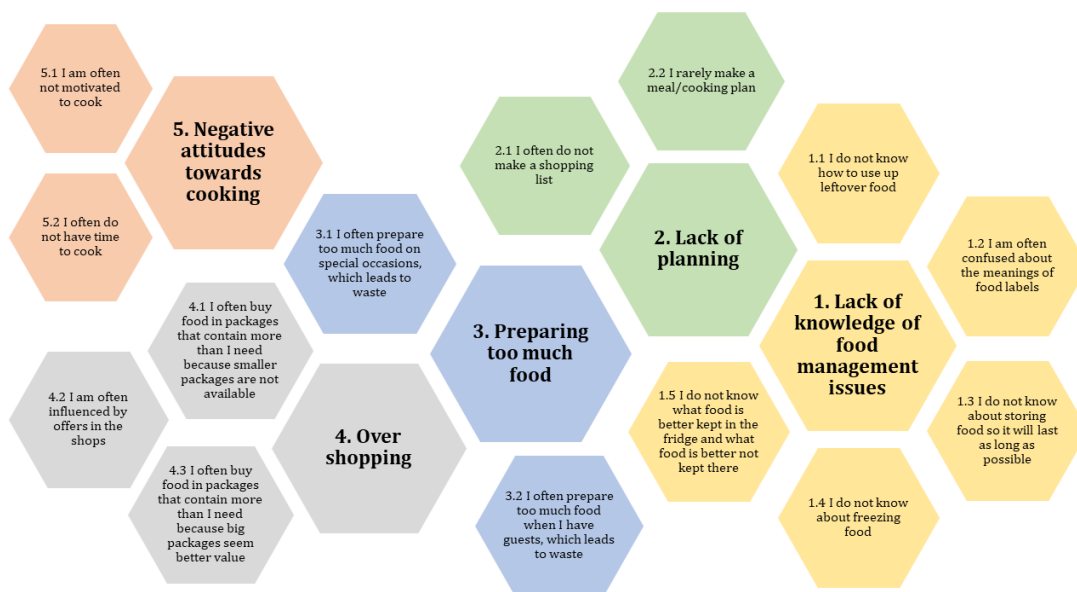 5.1 I am often
not motivated
to cook
5. Negative
attitudes
towards
cooking
5.2 I often do
not have time
to cook
2.2 I rarely make a
meal/cooking plan
2.1 I often do not
make a shopping
list
2. Lack of
planning
1.1 I do not know
how to use up
leftover food
1.2 I am often
confused about
the meanings of
food labels
1. Lack of
knowledge of
food
management
issues
1.3 I do not know
about storing
food so it will last
as long as
possible
1.4 I do not know
about freezing
food
1.5 I do not know
what food is
better kept in the
fridge and what
food is better not
kept there
3.1 I often prepare
too much food on
special occasions,
which leads to
waste
3. Preparing
too much
food
3.2 I often prepare
too much food
when I have
guests, which leads
to waste
4.1 I often buy
food in packages
that contain more
than I need
because smaller
packages are not
available
4.2 I am often
influenced by
offers in the
shops
4. Over
shopping
4.3 I often buy
food in packages
that contain more
than I need
because big
packages seem
better value